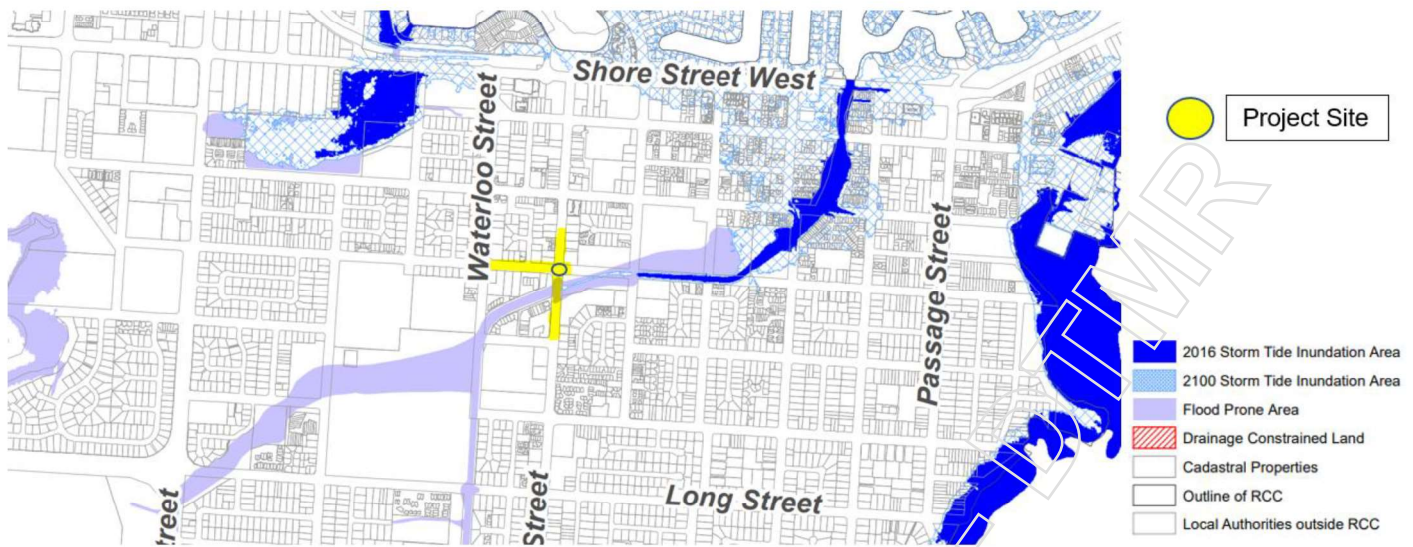 Shore Street West
Waterloo Street
Passage Street
Long Street
Street
treet
Project Site
2016 Storm Tide Inundation Area
2100 Storm Tide Inundation Area
Flood Prone Area
Drainage Constrained Land
Cadastral Properties
Outline of RCC
Local Authorities outside RCC
TMR